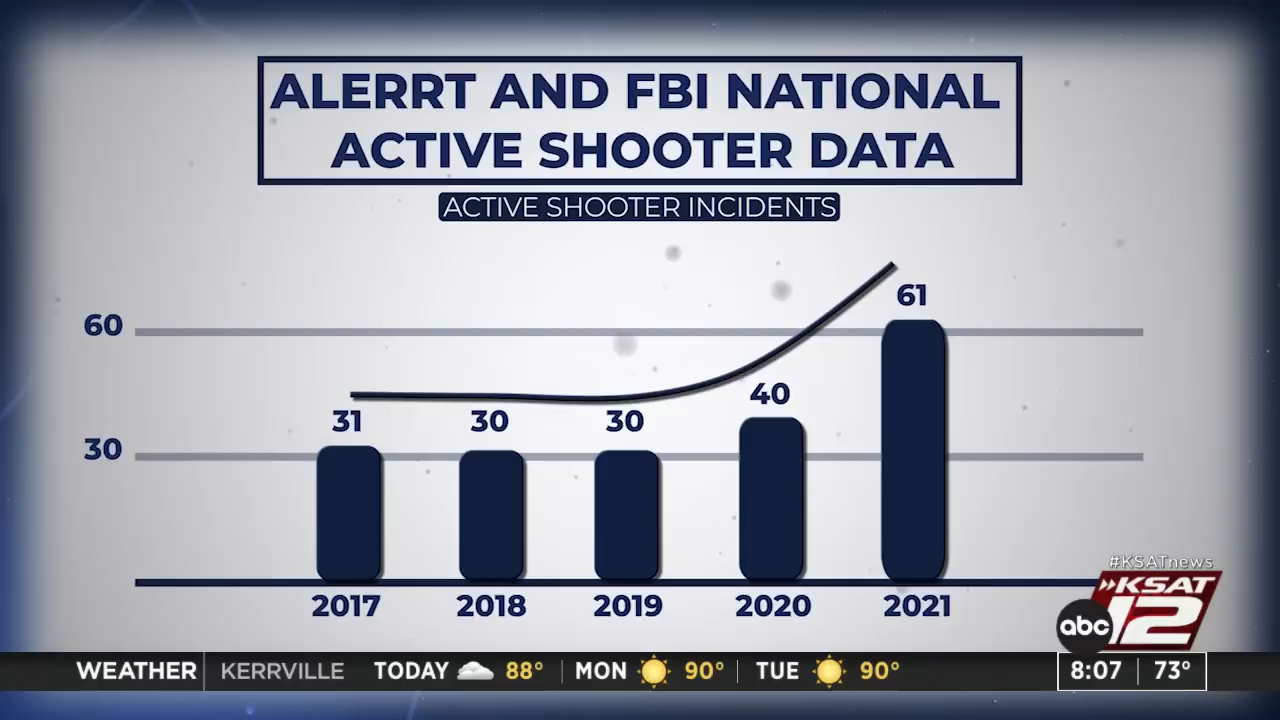 ALERRT AND FBI NATIONAL
ACTIVE SHOOTER DATA
ACTIVE SHOOTER INCIDENTS
60
30
31
30
30
40
61
2017
2018
2019
2020
2021
#KSATnews
KSAT
abc 12
WEATHER KERRVILLE TODAY 88° MON 90° TUE 90° 8:07 73°